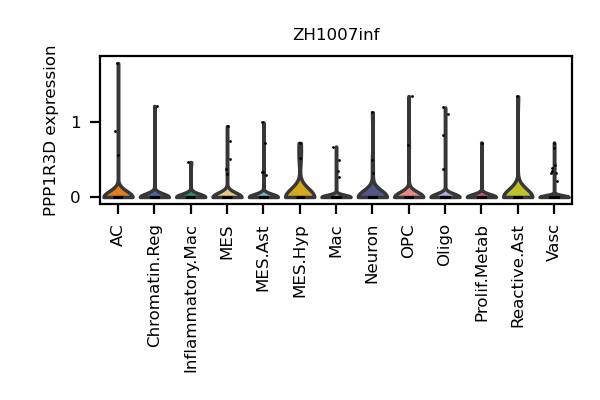 ZH1007inf
PPP1R3D expression
1
0
AC
Chromatin.Reg
Inflammatory.Mac
MES
MES.Ast
MES.Hyp
Mac
Neuron
OPC
Oligo
Prolif.Metab
Reactive.Ast
Vasc